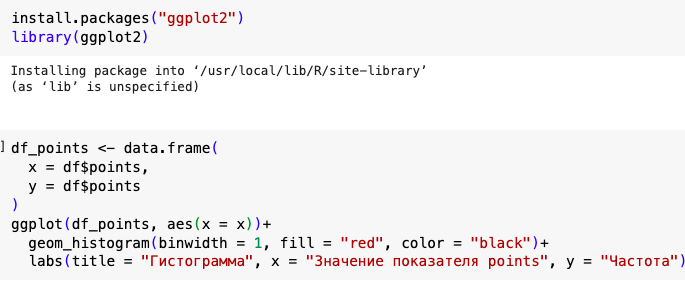 install.packages("ggplot2")
library(ggplot2)
Installing package into ‘/usr/local/lib/R/site-library’
(as ‘lib’ is unspecified)
] df_points <- data.frame(
  x = df$points,
  y = df$points
)
ggplot(df_points, aes(x = x))+
  geom_histogram(binwidth = 1, fill = "red", color = "black")+
  labs(title = "Гистограмма", x = "Значение показателя points", y = "Частота")